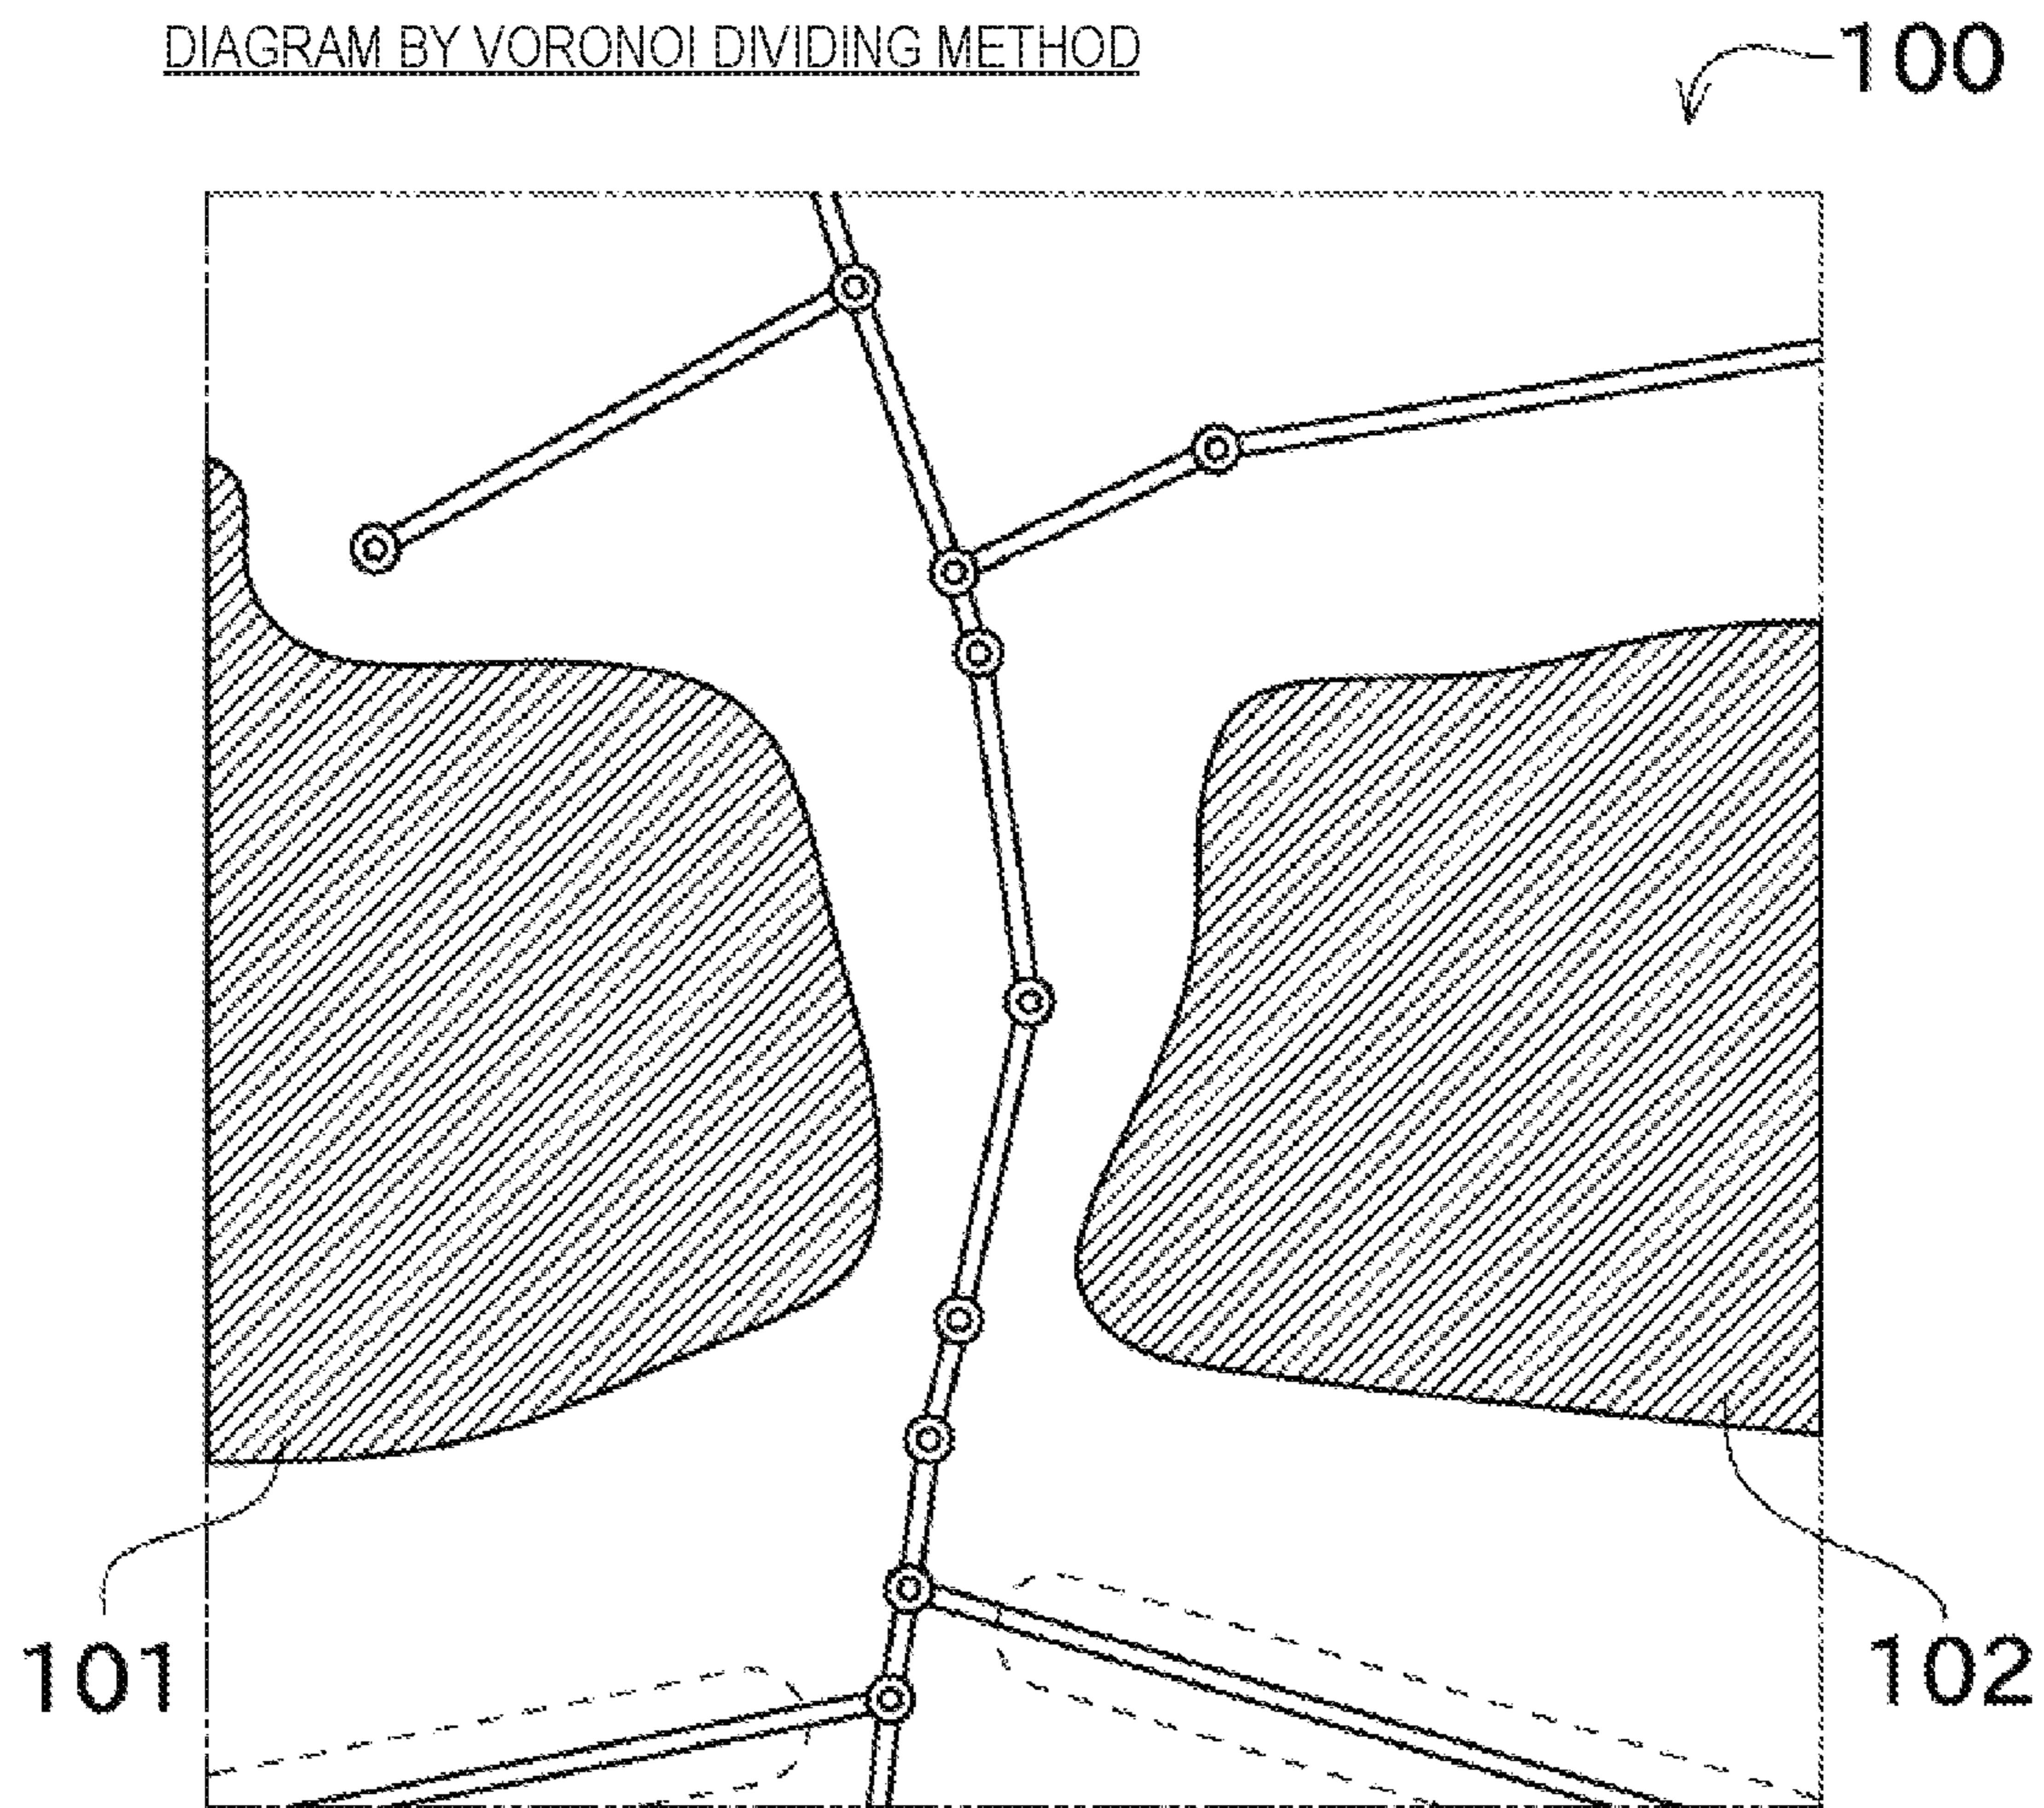 DIAGRAM BY VORONOI DIVIDING METHOD
100
101
102